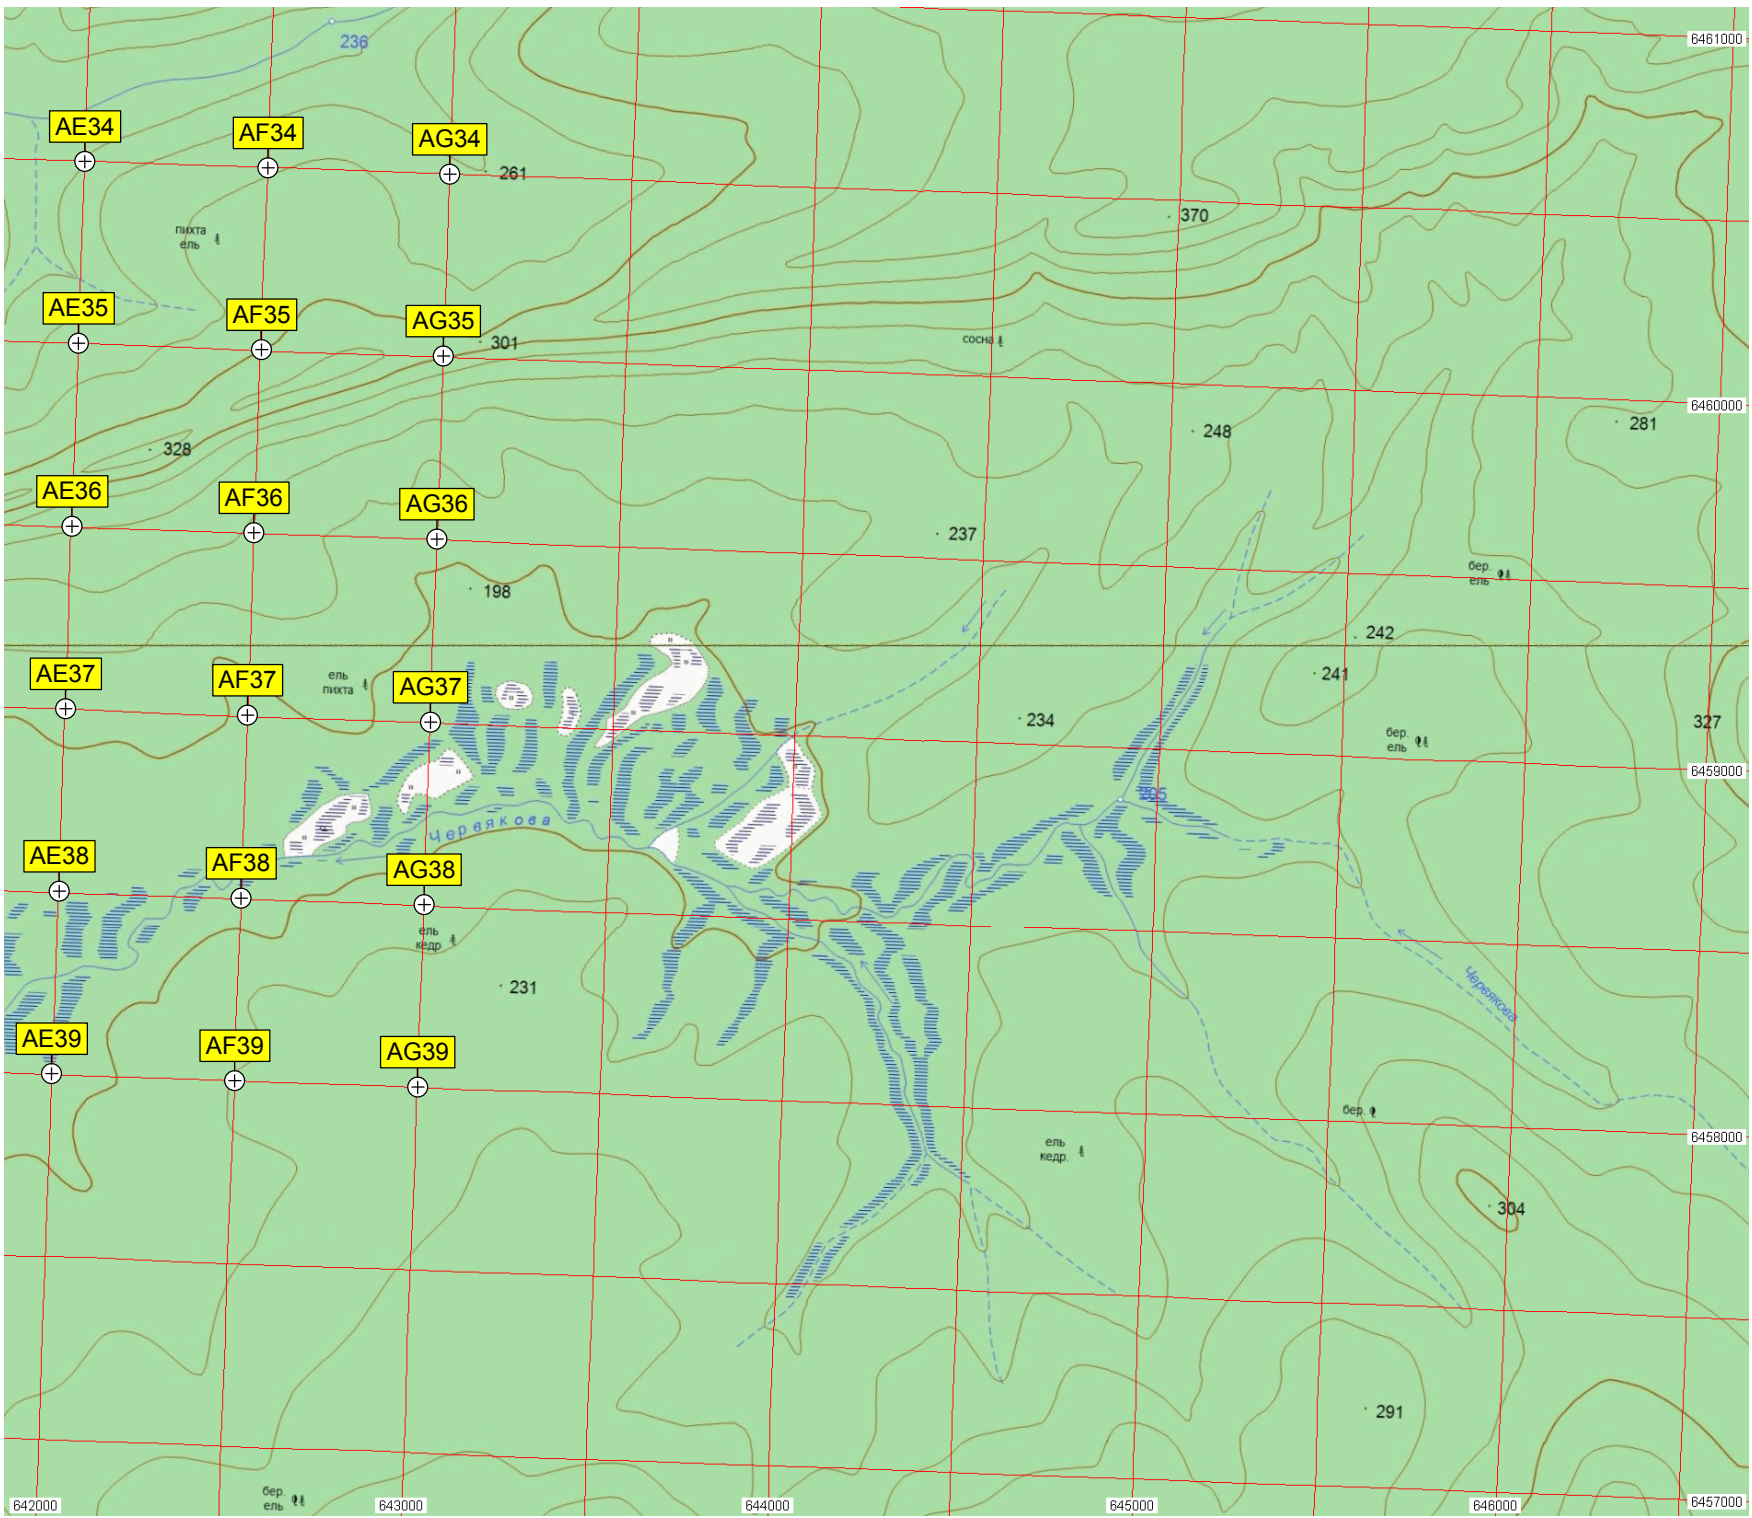 6461000
236
AE34
AF34
AG34
261
370
пихта
ель
AE35
AF35
AG35
301
сосна
6460000
281
248
328
AE36
AF36
AG36
237
бер.
ель
198
242
241
ель
пихта
AE37
AF37
AG37
234
327
бер.
ель
6459000
205
Червякова
AE38
AF38
AG38
ель
кедр
231
Червякова
AE39
AF39
AG39
бер.
6458000
ель
кедр.
304
291
бер.
ель
642000
643000
644000
645000
646000
6457000